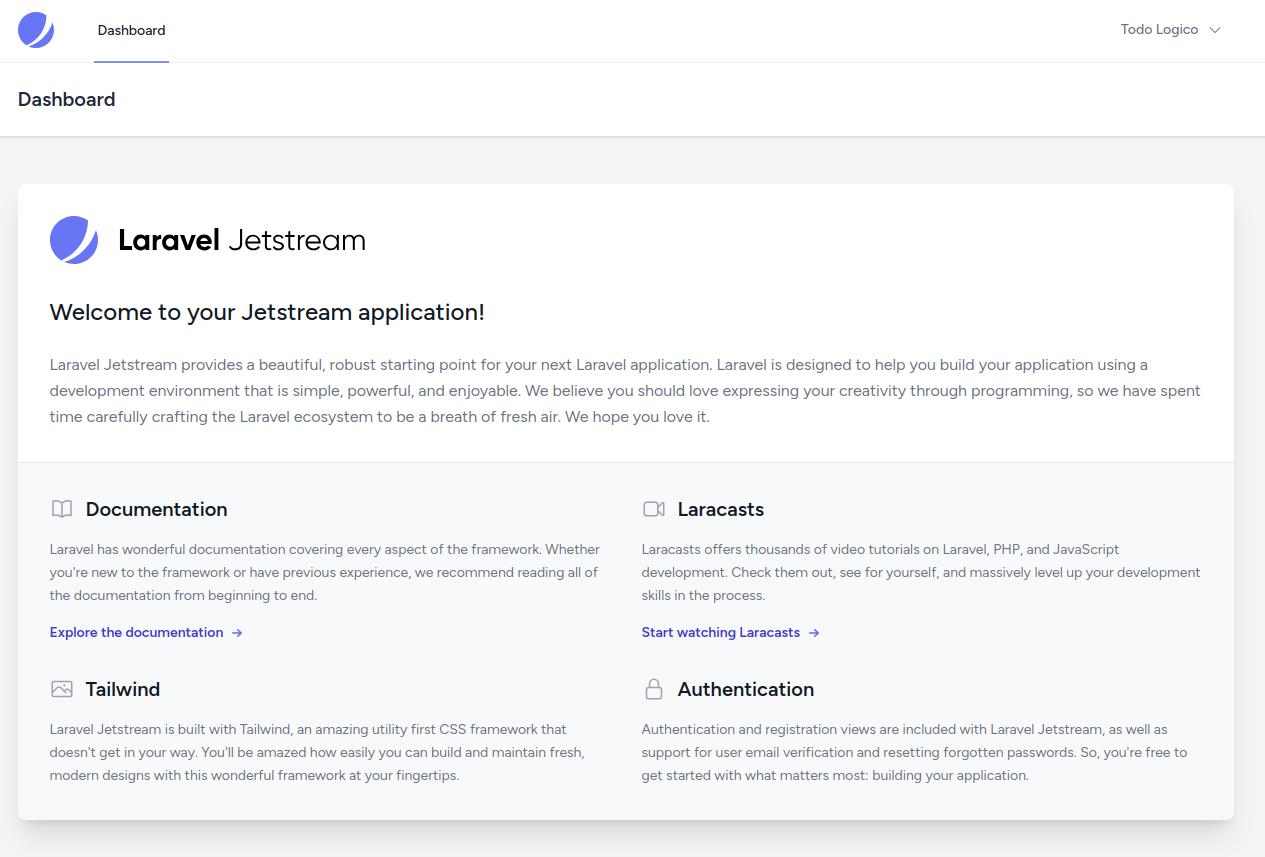 Dashboard
Todo Logico
Dashboard
Laravel Jetstream
Welcome to your Jetstream application!
Laravel Jetstream provides a beautiful, robust starting point for your next Laravel application. Laravel is designed to help you build your application using a
development environment that is simple, powerful, and enjoyable. We believe you should love expressing your creativity through programming, so we have spent
time carefully crafting the Laravel ecosystem to be a breath of fresh air. We hope you love it.
Documentation
Laravel has wonderful documentation covering every aspect of the framework. Whether
you're new to the framework or have previous experience, we recommend reading all of
the documentation from beginning to end.
Explore the documentation →
Laracasts
Laracasts offers thousands of video tutorials on Laravel, PHP, and JavaScript
development. Check them out, see for yourself, and massively level up your development
skills in the process.
Start watching Laracasts →
Tailwind
Laravel Jetstream is built with Tailwind, an amazing utility first CSS framework that
doesn't get in your way. You'll be amazed how easily you can build and maintain fresh,
modern designs with this wonderful framework at your fingertips.
Authentication
Authentication and registration views are included with Laravel Jetstream, as well as
support for user email verification and resetting forgotten passwords. So, you're free to
get started with what matters most: building your application.